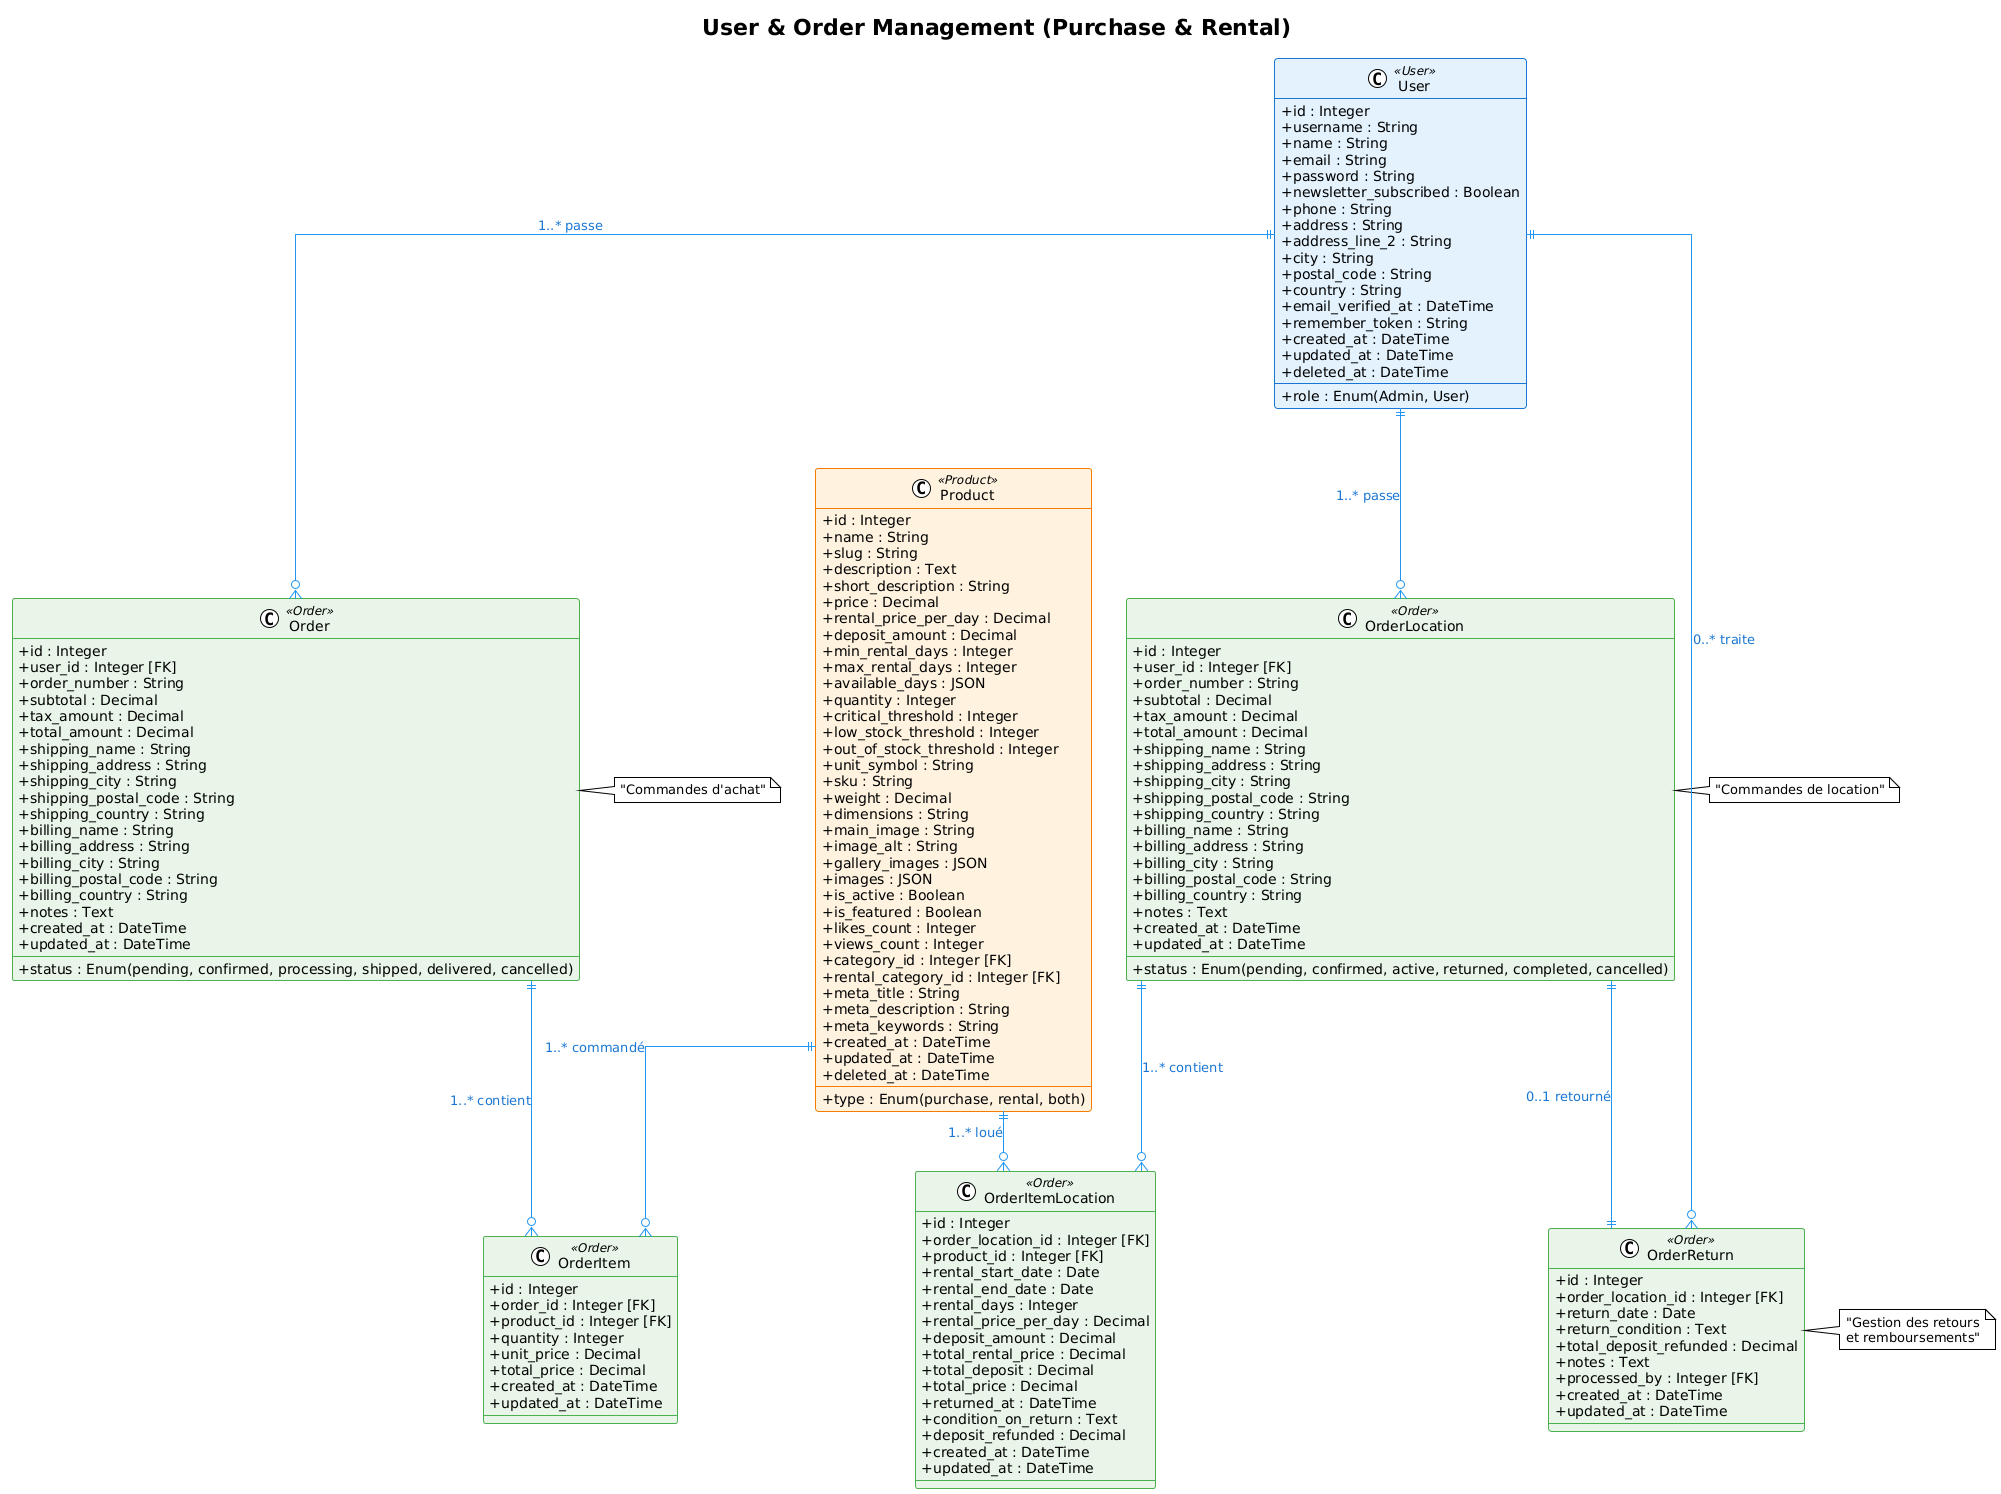 User & Order Management (Purchase & Rental)
C
«User»
User
+id : Integer
+username : String
+name : String
+email : String
+password : String
+newsletter_subscribed : Boolean
+phone : String
+address : String
+address_line_2 : String
+city : String
+postal_code : String
+country : String
+email_verified_at : DateTime
+remember_token : String
+created_at : DateTime
+updated_at : DateTime
+deleted_at : DateTime
+role : Enum(Admin, User)
1..* passe
1..* passe
0..* traite
C
«Product»
Product
+id : Integer
+name : String
+slug : String
+description : Text
+short_description : String
+price : Decimal
+rental_price_per_day : Decimal
+deposit_amount : Decimal
+min_rental_days : Integer
+max_rental_days : Integer
+available_days : JSON
+quantity : Integer
+critical_threshold : Integer
+low_stock_threshold : Integer
+out_of_stock_threshold : Integer
+unit_symbol : String
+sku : String
+weight : Decimal
+dimensions : String
+main_image : String
+image_alt : String
+gallery_images : JSON
+images : JSON
+is_active : Boolean
+is_featured : Boolean
+likes_count : Integer
+views_count : Integer
+category_id : Integer [FK]
+rental_category_id : Integer [FK]
+meta_title : String
+meta_description : String
+meta_keywords : String
+created_at : DateTime
+updated_at : DateTime
+deleted_at : DateTime
+type : Enum(purchase, rental, both)
C
«Order»
Order
+id : Integer
+user_id : Integer [FK]
+order_number : String
+subtotal : Decimal
+tax_amount : Decimal
+total_amount : Decimal
+shipping_name : String
+shipping_address : String
+shipping_city : String
+shipping_postal_code : String
+shipping_country : String
+billing_name : String
+billing_address : String
+billing_city : String
+billing_postal_code : String
+billing_country : String
+notes : Text
+created_at : DateTime
+updated_at : DateTime
+status : Enum(pending, confirmed, processing, shipped, delivered, cancelled)
"Commandes d'achat"
C
«Order»
OrderLocation
+id : Integer
+user_id : Integer [FK]
+order_number : String
+subtotal : Decimal
+tax_amount : Decimal
+total_amount : Decimal
+shipping_name : String
+shipping_address : String
+shipping_city : String
+shipping_postal_code : String
+shipping_country : String
+billing_name : String
+billing_address : String
+billing_city : String
+billing_postal_code : String
+billing_country : String
+notes : Text
+created_at : DateTime
+updated_at : DateTime
+status : Enum(pending, confirmed, active, returned, completed, cancelled)
"Commandes de location"
1..* commandé
1..* contient
1..* loué
1..* contient
0..1 retourné
C
«Order»
OrderItem
+id : Integer
+order_id : Integer [FK]
+product_id : Integer [FK]
+quantity : Integer
+unit_price : Decimal
+total_price : Decimal
+created_at : DateTime
+updated_at : DateTime
C
«Order»
OrderItemLocation
+id : Integer
+order_location_id : Integer [FK]
+product_id : Integer [FK]
+rental_start_date : Date
+rental_end_date : Date
+rental_days : Integer
+rental_price_per_day : Decimal
+deposit_amount : Decimal
+total_rental_price : Decimal
+total_deposit : Decimal
+total_price : Decimal
+returned_at : DateTime
+condition_on_return : Text
+deposit_refunded : Decimal
+created_at : DateTime
+updated_at : DateTime
C
«Order»
OrderReturn
+id : Integer
+order_location_id : Integer [FK]
+return_date : Date
+return_condition : Text
+total_deposit_refunded : Decimal
+notes : Text
+processed_by : Integer [FK]
+created_at : DateTime
+updated_at : DateTime
"Gestion des retours
et remboursements"